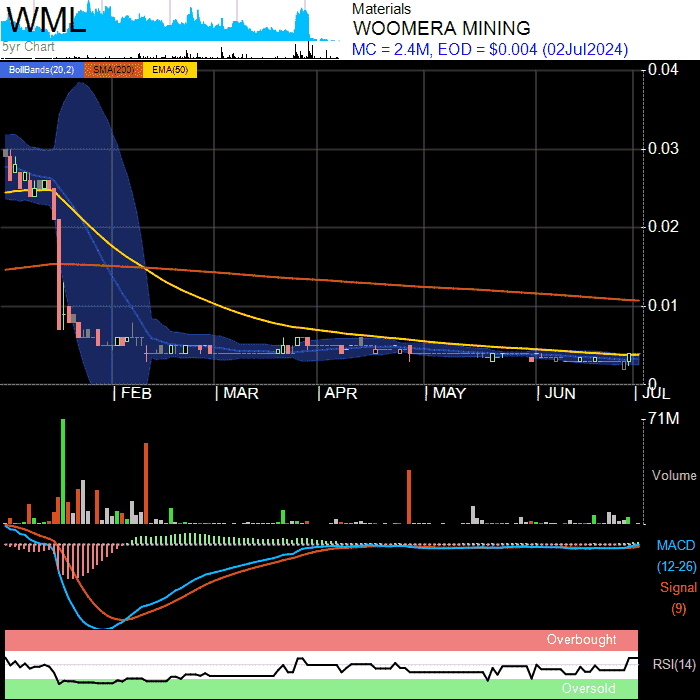 WML
5yr Chart
Materials
WOOMERA MINING
MC = 2.4M, EOD = $0.004 (02Jul2024)
BollBands(20,2) SMA(200) EMA(50)
0.04
0.03
0.02
0.01
0
FEB MAR APR MAY JUN JUL
71M
Volume
MACD
(12-26)
Signal
(9)
Overbought
RSI(14)
Oversold